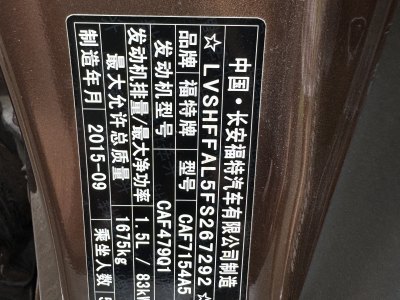 中国·长安福特汽车有限公司制造
☆LVSHFFAL5FS267292☆
品牌 福特牌 型号 CAF7154A5
发动机型号 CAF479Q1
发动机排量/最大净功率 1.5L / 83kW
最大允许总质量 1675kg
制造年月 2015-09 乘坐人数 5